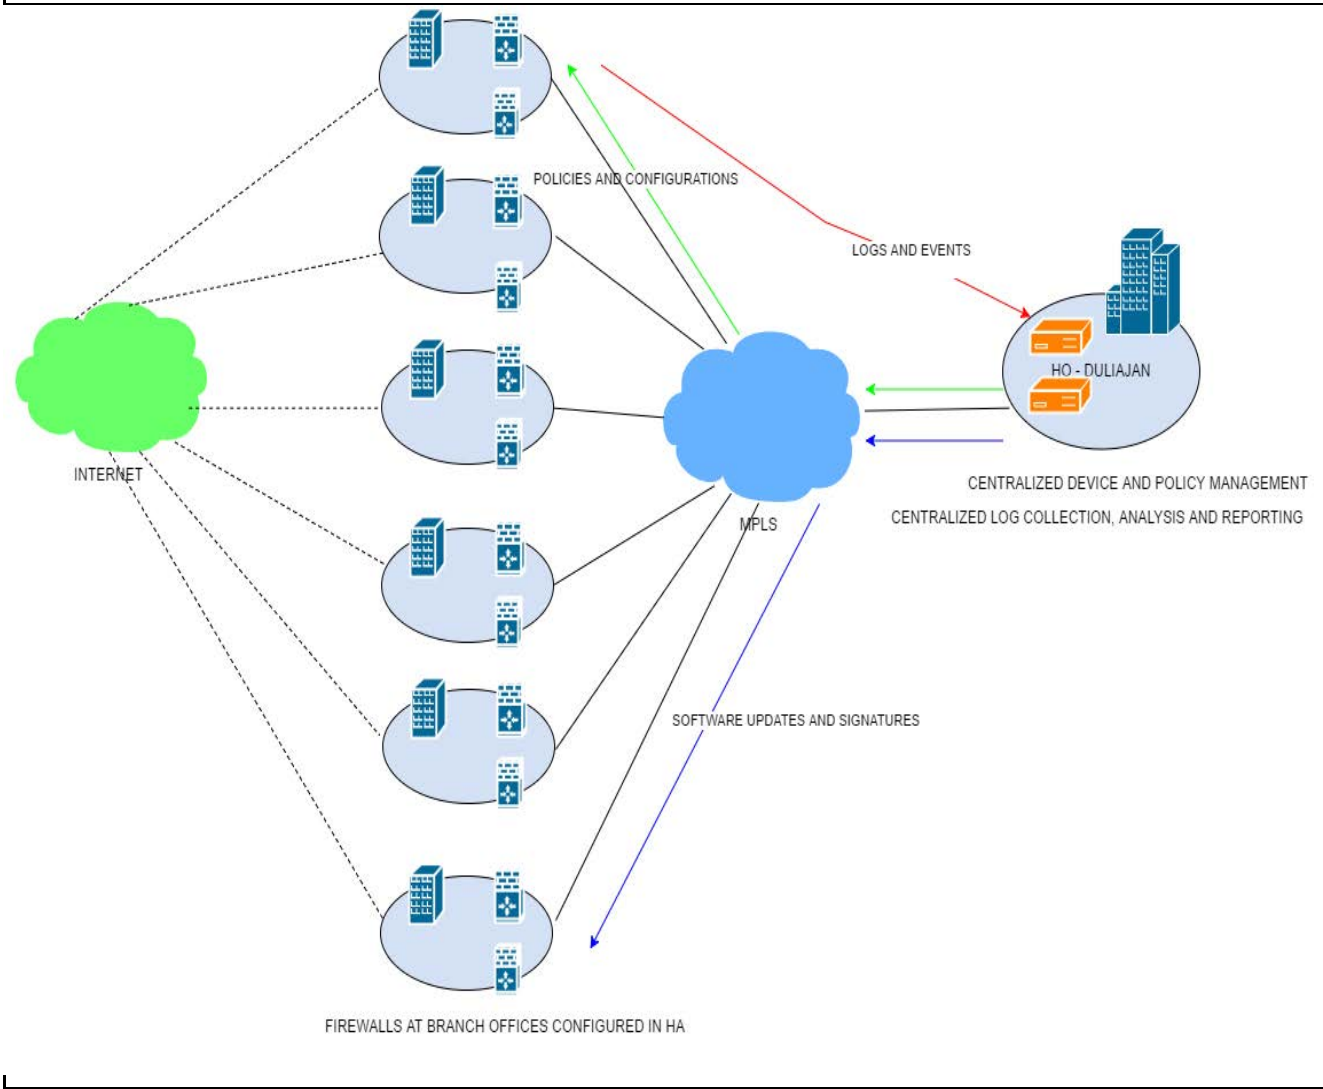 POLICIES AND CONFIGURATIONS
LOGS AND EVENTS
HO - DULIAJAN
INTERNET
CENTRALIZED DEVICE AND POLICY MANAGEMENT
MPLS
CENTRALIZED LOG COLLECTION, ANALYSIS AND REPORTING
SOFTWARE UPDATES AND SIGNATURES
FIREWALLS AT BRANCH OFFICES CONFIGURED IN HA